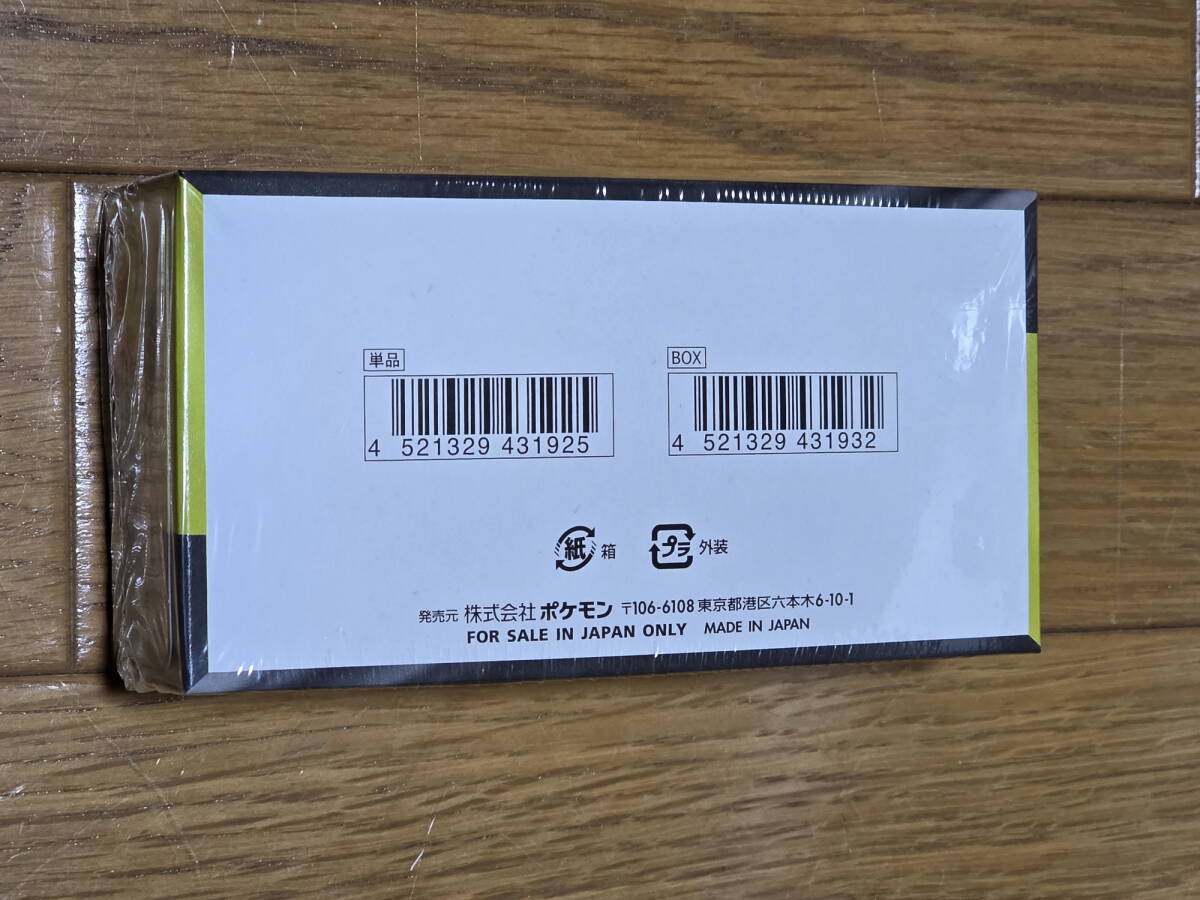 単品
BOX
4 521329 431925
4 521329 431932
紙 箱
プラ 外装
発売元 株式会社 ポケモン 〒106-6108 東京都港区六本木6-10-1
FOR SALE IN JAPAN ONLY MADE IN JAPAN